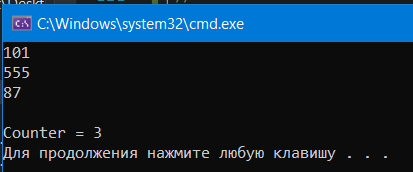 C:\Windows\system32\cmd.exe
101
555
87
Counter = 3
Для продолжения нажмите любую клавишу . . .